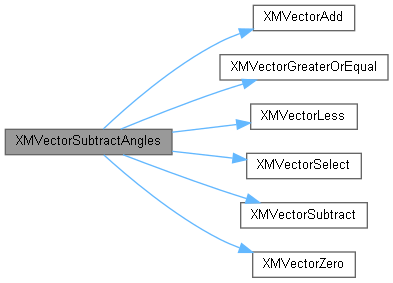 XMVectorAdd
XMVectorGreaterOrEqual
XMVectorLess
XMVectorSubtractAngles
XMVectorSelect
XMVectorSubtract
XMVectorZero